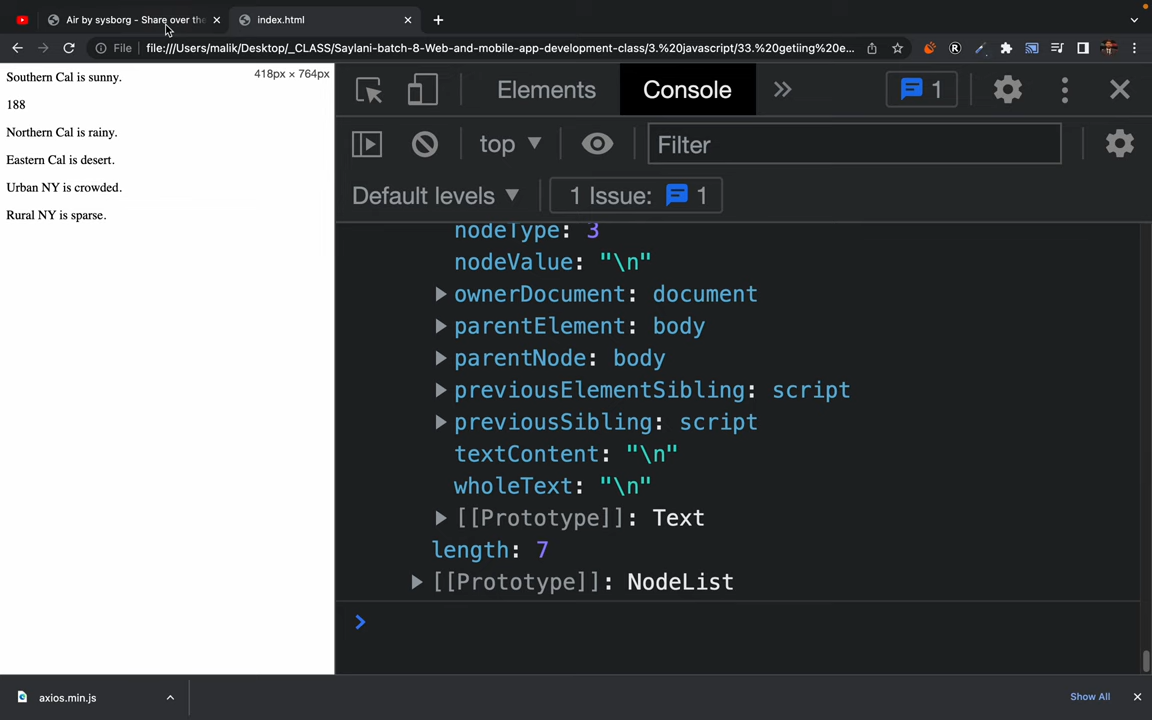 Air by sysborg - Share over the
index.html
File
file:///Users/malik/Desktop/_CLASS/Saylani-batch-8-Web-and-mobile-app-development-class/3.%20javascript/33.%20getiing%20e...
Southern Cal is sunny.
418px × 764px
188
Northern Cal is rainy.
Eastern Cal is desert.
Urban NY is crowded.
Rural NY is sparse.
Elements
Console
1
top
Filter
Default levels
1 Issue:
1
nodeType: 3
nodeValue: "\n"
ownerDocument: document
parentElement: body
parentNode: body
previousElementSibling: script
previousSibling: script
textContent: "\n"
wholeText: "\n"
[[Prototype]]: Text
length: 7
[[Prototype]]: NodeList
axios.min.js
Show All